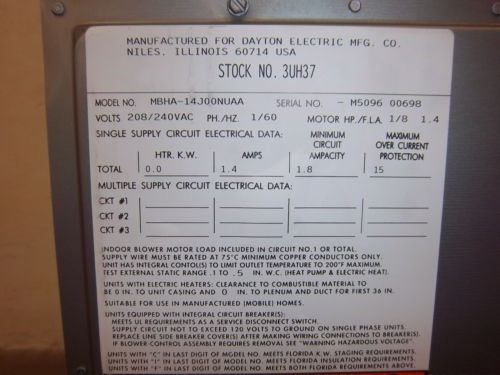 MANUFACTURED FOR DAYTON ELECTRIC MFG. CO.
NILES, ILLINOIS 60714 USA
STOCK NO. 3UH37
MODEL NO. MBHA-14J00NUAA SERIAL NO. - M5096 00698
VOLTS 208/240VAC PH./HZ. 1/60 MOTOR HP./F.L.A. 1/8 1.4
SINGLE SUPPLY CIRCUIT ELECTRICAL DATA: MINIMUM CIRCUIT AMPACITY MAXIMUM OVER CURRENT PROTECTION
HTR. K.W. AMPS
TOTAL 0.0 1.4 1.8 15
MULTIPLE SUPPLY CIRCUIT ELECTRICAL DATA:
CKT #1
CKT #2
CKT #3
INDOOR BLOWER MOTOR LOAD INCLUDED IN CIRCUIT NO.1 OR TOTAL.
SUPPLY WIRE MUST BE RATED AT 75°C MINIMUM COPPER CONDUCTORS ONLY.
UNIT HAS INTEGRAL CONTROL(S) TO LIMIT OUTLET TEMPERATURE TO 200°F MAXIMUM.
TEST EXTERNAL STATIC RANGE .1 TO .5 IN. W.C. (HEAT PUMP & ELECTRIC HEAT).
UNITS WITH ELECTRIC HEATERS: CLEARANCE TO COMBUSTIBLE MATERIAL
TO BE 0 IN. TO UNIT CASING AND 0 IN. TO PLENUM AND DUCT FOR FIRST 36 IN.
SUITABLE FOR USE IN MANUFACTURED (MOBILE) HOMES.
UNITS EQUIPPED WITH INTEGRAL CIRCUIT BREAKER(S):
MEETS UL REQUIREMENTS AS A SERVICE DISCONNECT SWITCH.
SUPPLY CIRCUIT NOT TO EXCEED 120 VOLTS TO GROUND ON SINGLE PHASE UNITS.
REPLACE LINE SIDE BREAKER COVER(S) AFTER MAKING WIRING CONNECTIONS TO BREAKER(S).
IF BLOWER CONTROL ASSEMBLY REQUIRES REMOVAL SEE "WARNING HAZARDOUS VOLTAGE".
UNITS WITH "C" IN LAST DIGIT OF MODEL NO. MEETS FLORIDA K.W. STAGING REQUIREMENTS.
UNITS WITH "I" IN LAST DIGIT OF MODEL NO. MEETS FLORIDA INSULATION REQUIREMENTS.
UNITS WITH "F" IN LAST DIGIT OF MODEL NO. MEETS BOTH FLORIDA REQUIREMENTS ABOVE.